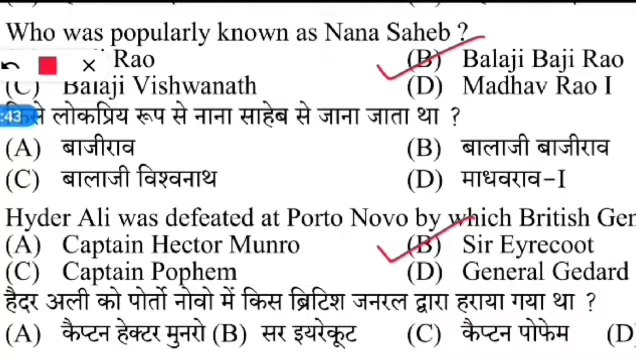 Who was popularly known as Nana Saheb ?
Rao (B) Balaji Baji Rao
(C) Balaji Vishwanath (D) Madhav Rao I
:43 से लोकप्रिय रूप से नाना साहेब से जाना जाता था ?
(A) बाजीराव (B) बालाजी बाजीराव
(C) बालाजी विश्वनाथ (D) माधवराव-I
Hyder Ali was defeated at Porto Novo by which British Gen
(A) Captain Hector Munro (B) Sir Eyrecoot
(C) Captain Pophem (D) General Gedard
हैदर अली को पोर्तो नोवो में किस ब्रिटिश जनरल द्वारा हराया गया था ?
(A) कैप्टन हेक्टर मुनरो (B) सर इयरेकूट (C) कैप्टन पोफेम (D